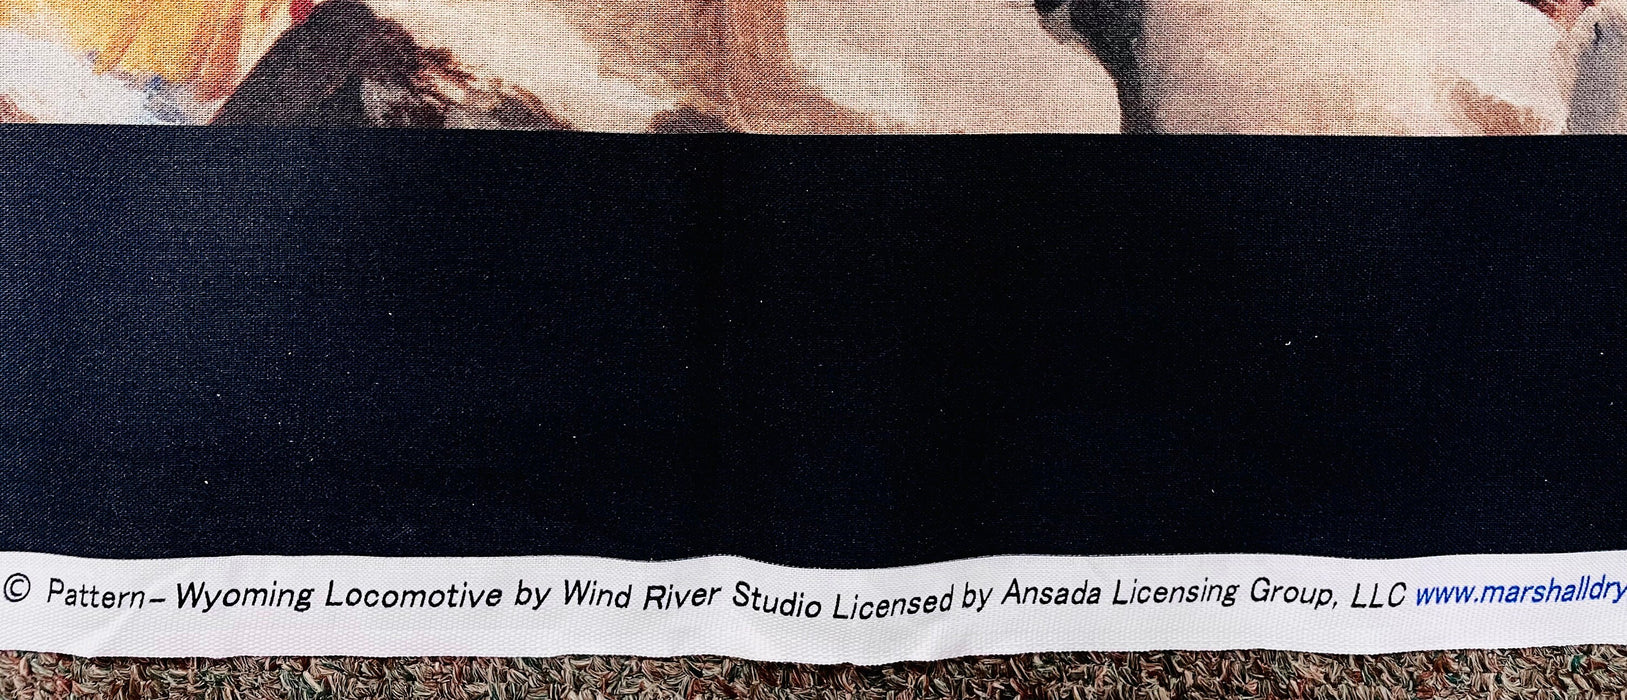 © Pattern- Wyoming Locomotive by Wind River Studio Licensed by Ansada Licensing Group, LLC www.marshalldry